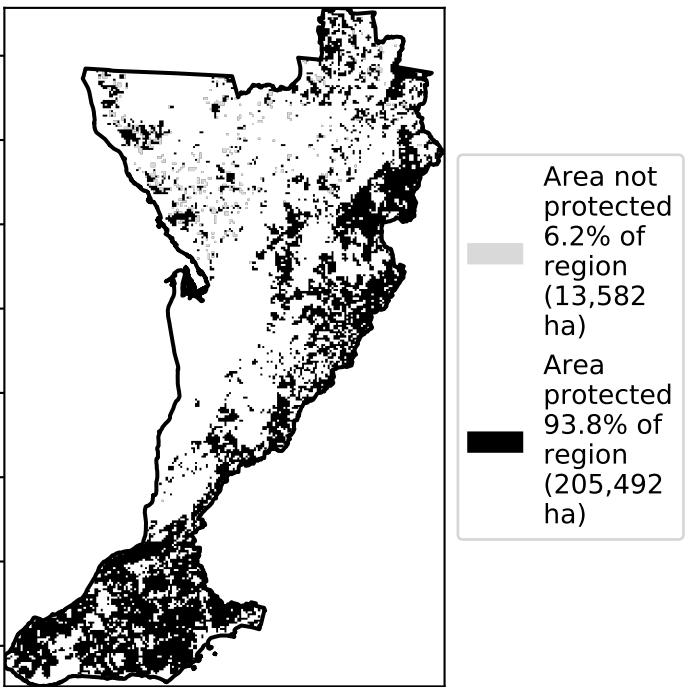 Area not
protected
6.2% of
region
(13,582
ha)
Area
protected
93.8% of
region
(205,492
ha)